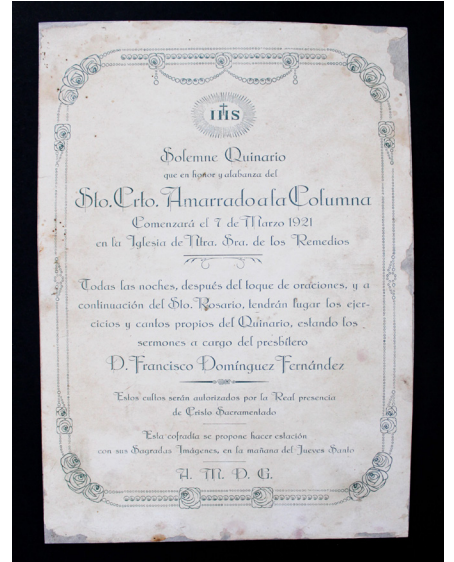 IHS
Solemne Quinario
que en honor y alabanza del
Sto. Crto. Amarrado a la Columna
Comenzará el 7 de Marzo 1921
en la Iglesia de Ntra. Sra. de los Remedios
Todas las noches, después del toque de oraciones, y a
continuación del Sto. Rosario, tendrán lugar los ejer-
cicios y cantos propios del Quinario, estando los
sermones a cargo del presbítero
D. Francisco Domínguez Fernández
Estos cultos serán autorizados por la Real presencia
de Cristo Sacramentado
Esta cofradía se propone hacer estación
con sus Sagradas Imágenes, en la mañana del Jueves Santo
A. M. D. G.